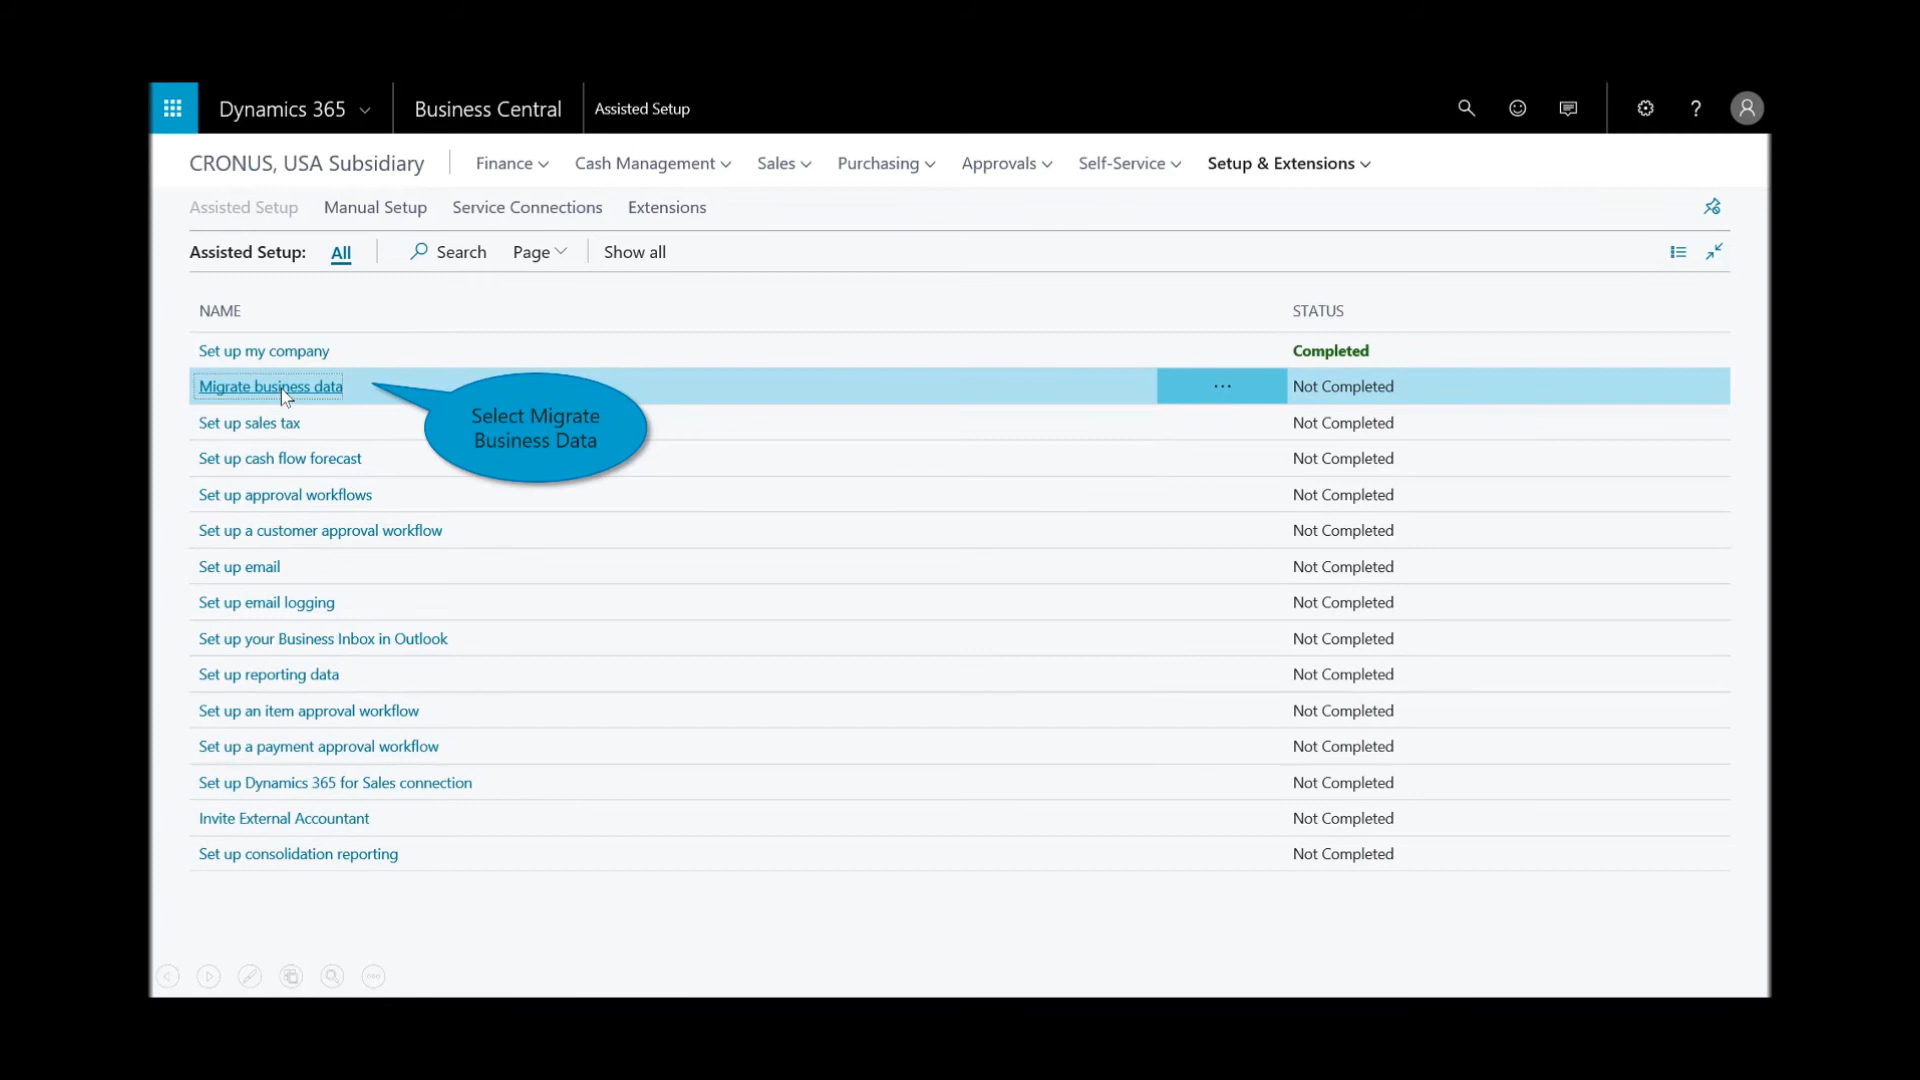 Dynamics 365
Business Central
Assisted Setup
?
CRONUS, USA Subsidiary
Finance
Cash Management
Sales
Purchasing
Approvals
Self-Service
Setup & Extensions
Assisted Setup
Manual Setup
Service Connections
Extensions
Assisted Setup:
All
Search
Page
Show all
NAME
STATUS
Set up my company
Completed
Migrate business data
...
Not Completed
Select Migrate
Business Data
Set up sales tax
Not Completed
Set up cash flow forecast
Not Completed
Set up approval workflows
Not Completed
Set up a customer approval workflow
Not Completed
Set up email
Not Completed
Set up email logging
Not Completed
Set up your Business Inbox in Outlook
Not Completed
Set up reporting data
Not Completed
Set up an item approval workflow
Not Completed
Set up a payment approval workflow
Not Completed
Set up Dynamics 365 for Sales connection
Not Completed
Invite External Accountant
Not Completed
Set up consolidation reporting
Not Completed